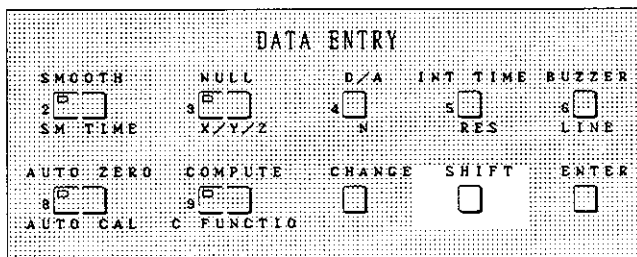 DATA ENTRY
SMOOTH NULL D/A INT TIME BUZZER
2 3 4 5 6
SM TIME X/Y/Z N RES LINE
AUTO ZERO COMPUTE CHANGE SHIFT ENTER
8 9
AUTO CAL C FUNCTIO